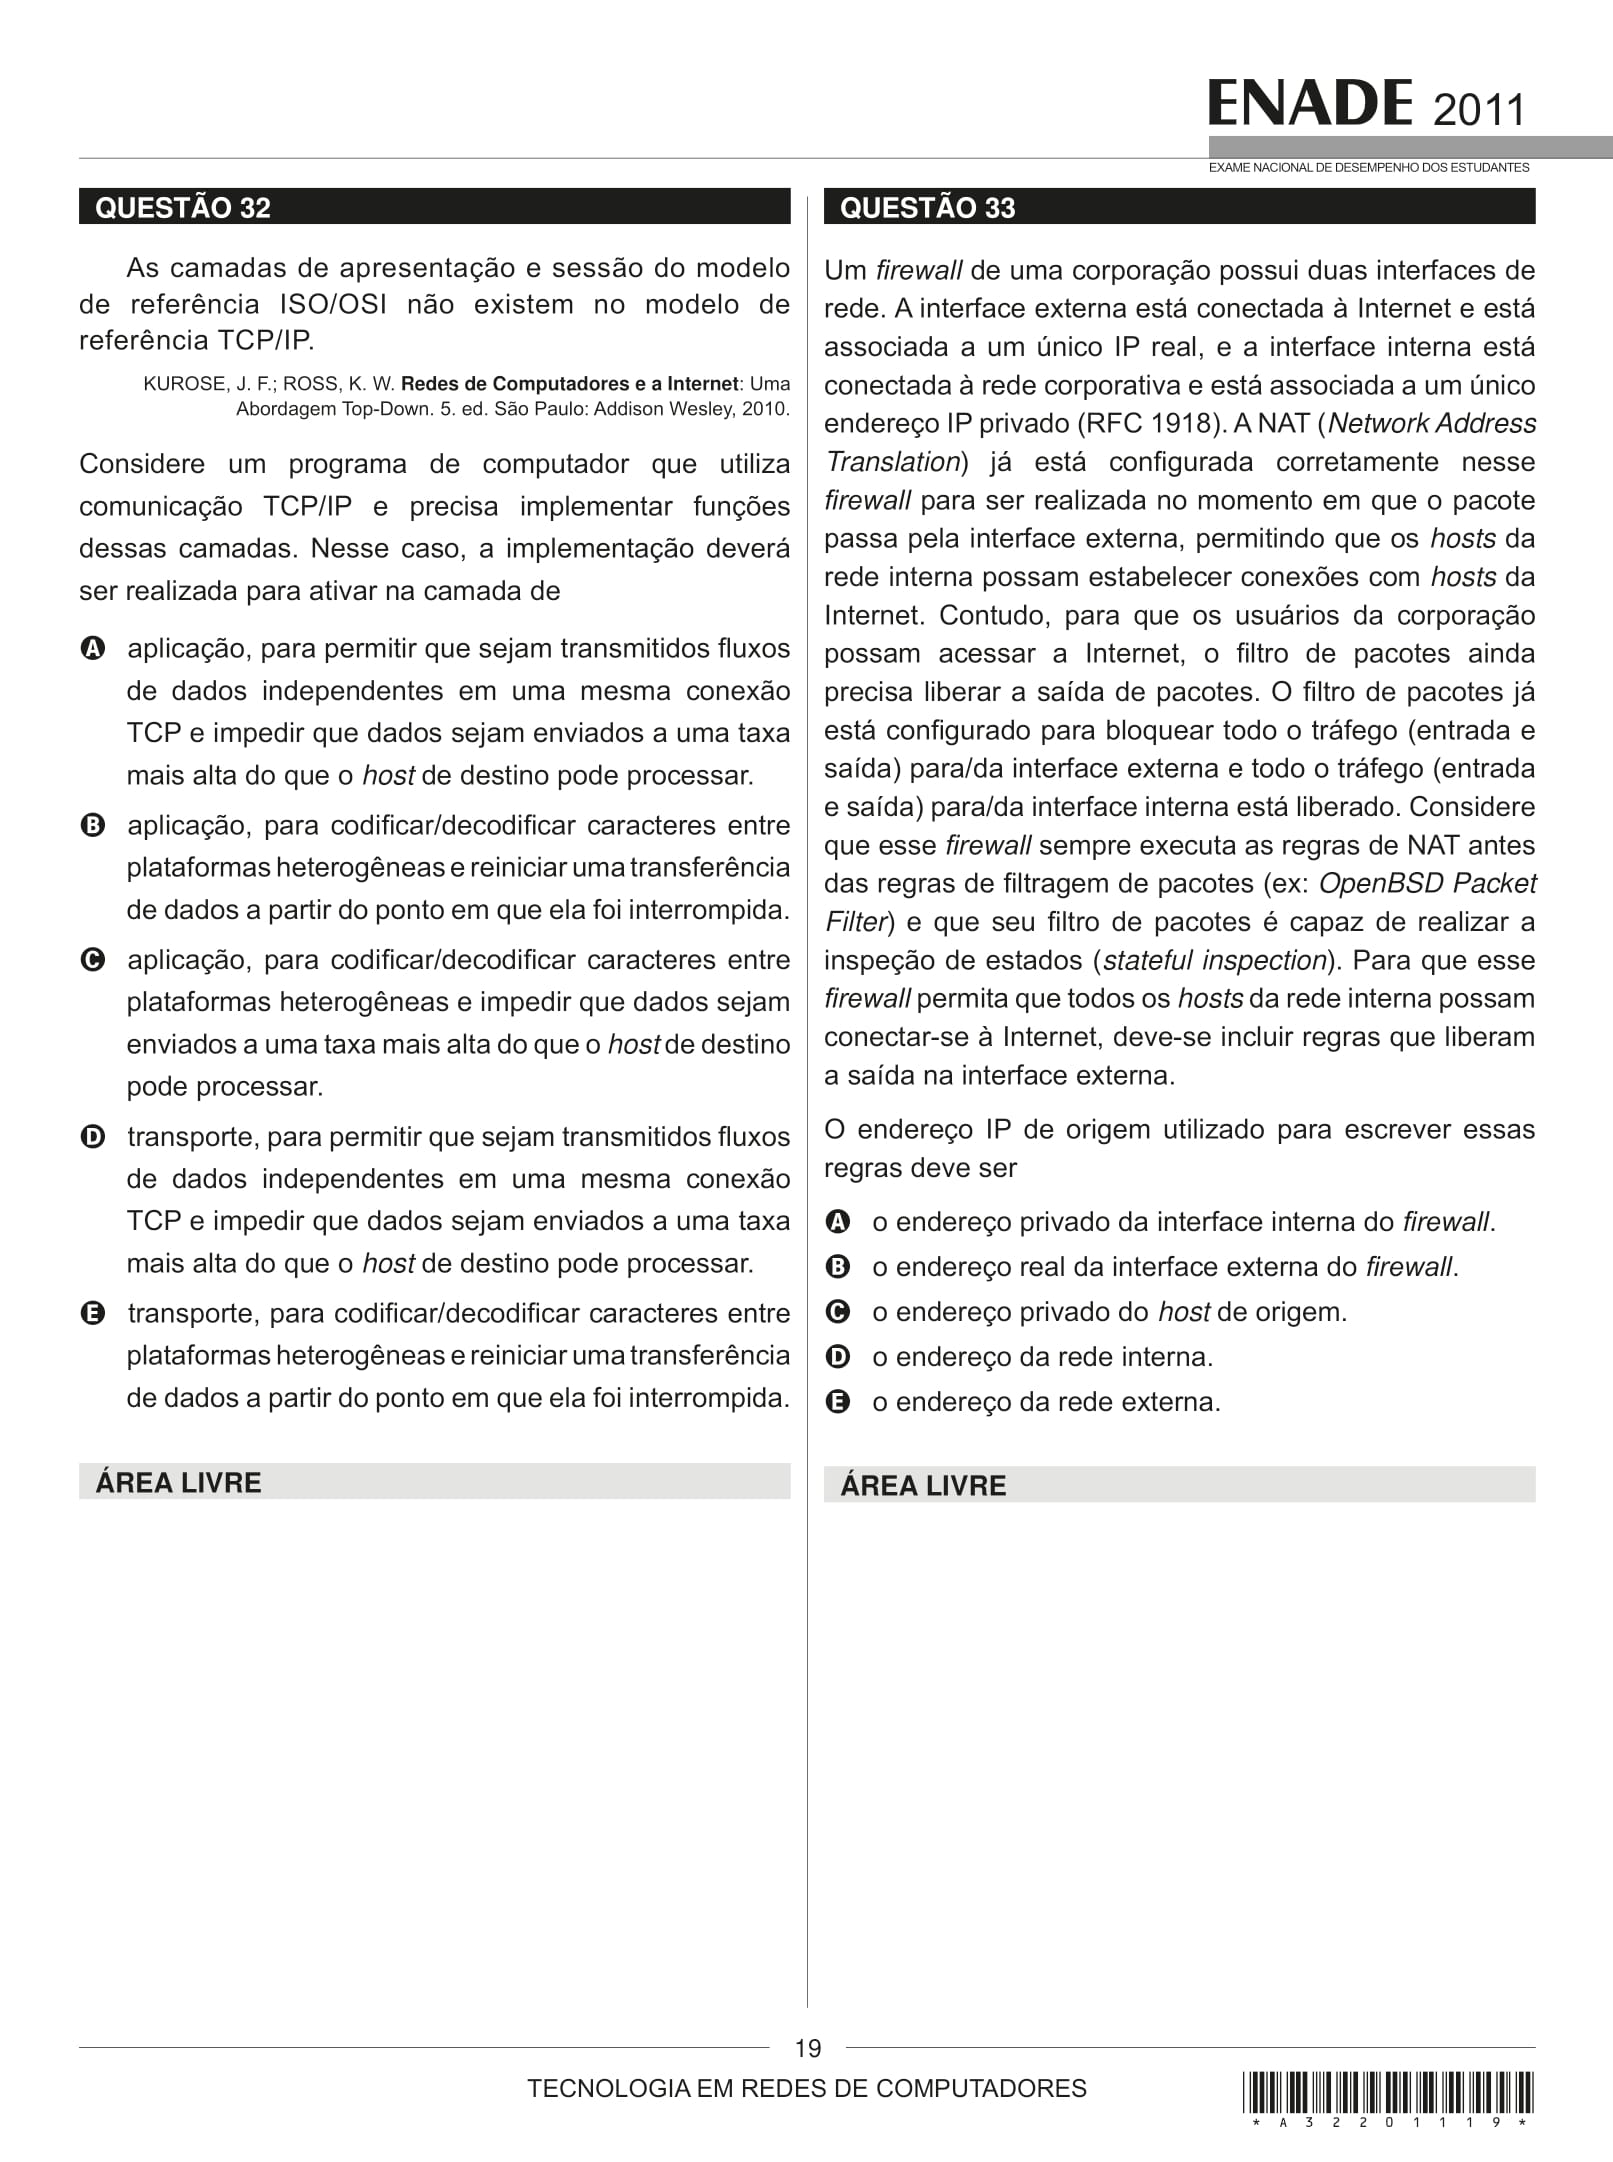 ENADE 2011
EXAME NACIONAL DE DESEMPENHO DOS ESTUDANTES
QUESTÃO 32
As camadas de apresentação e sessão do modelo
de referência ISO/OSI não existem no modelo de
referência TCP/IP.
KUROSE, J. F.; ROSS, K. W. Redes de Computadores e a Internet: Uma
Abordagem Top-Down. 5. ed. São Paulo: Addison Wesley, 2010.
Considere um programa de computador que utiliza
comunicação TCP/IP e precisa implementar funções
dessas camadas. Nesse caso, a implementação deverá
ser realizada para ativar na camada de
A aplicação, para permitir que sejam transmitidos fluxos
de dados independentes em uma mesma conexão
TCP e impedir que dados sejam enviados a uma taxa
mais alta do que o host de destino pode processar.
B aplicação, para codificar/decodificar caracteres entre
plataformas heterogêneas e reiniciar uma transferência
de dados a partir do ponto em que ela foi interrompida.
C aplicação, para codificar/decodificar caracteres entre
plataformas heterogêneas e impedir que dados sejam
enviados a uma taxa mais alta do que o host de destino
pode processar.
D transporte, para permitir que sejam transmitidos fluxos
de dados independentes em uma mesma conexão
TCP e impedir que dados sejam enviados a uma taxa
mais alta do que o host de destino pode processar.
E transporte, para codificar/decodificar caracteres entre
plataformas heterogêneas e reiniciar uma transferência
de dados a partir do ponto em que ela foi interrompida.
ÁREA LIVRE
QUESTÃO 33
Um firewall de uma corporação possui duas interfaces de
rede. A interface externa está conectada à Internet e está
associada a um único IP real, e a interface interna está
conectada à rede corporativa e está associada a um único
endereço IP privado (RFC 1918). A NAT (Network Address
Translation) já está configurada corretamente nesse
firewall para ser realizada no momento em que o pacote
passa pela interface externa, permitindo que os hosts da
rede interna possam estabelecer conexões com hosts da
Internet. Contudo, para que os usuários da corporação
possam acessar a Internet, o filtro de pacotes ainda
precisa liberar a saída de pacotes. O filtro de pacotes já
está configurado para bloquear todo o tráfego (entrada e
saída) para/da interface externa e todo o tráfego (entrada
e saída) para/da interface interna está liberado. Considere
que esse firewall sempre executa as regras de NAT antes
das regras de filtragem de pacotes (ex: OpenBSD Packet
Filter) e que seu filtro de pacotes é capaz de realizar a
inspeção de estados (stateful inspection). Para que esse
firewall permita que todos os hosts da rede interna possam
conectar-se à Internet, deve-se incluir regras que liberam
a saída na interface externa.
O endereço IP de origem utilizado para escrever essas
regras deve ser
A o endereço privado da interface interna do firewall.
B o endereço real da interface externa do firewall.
C o endereço privado do host de origem.
D o endereço da rede interna.
E o endereço da rede externa.
ÁREA LIVRE
19
TECNOLOGIA EM REDES DE COMPUTADORES
* A 3 2 2 0 1 1 1 9 *